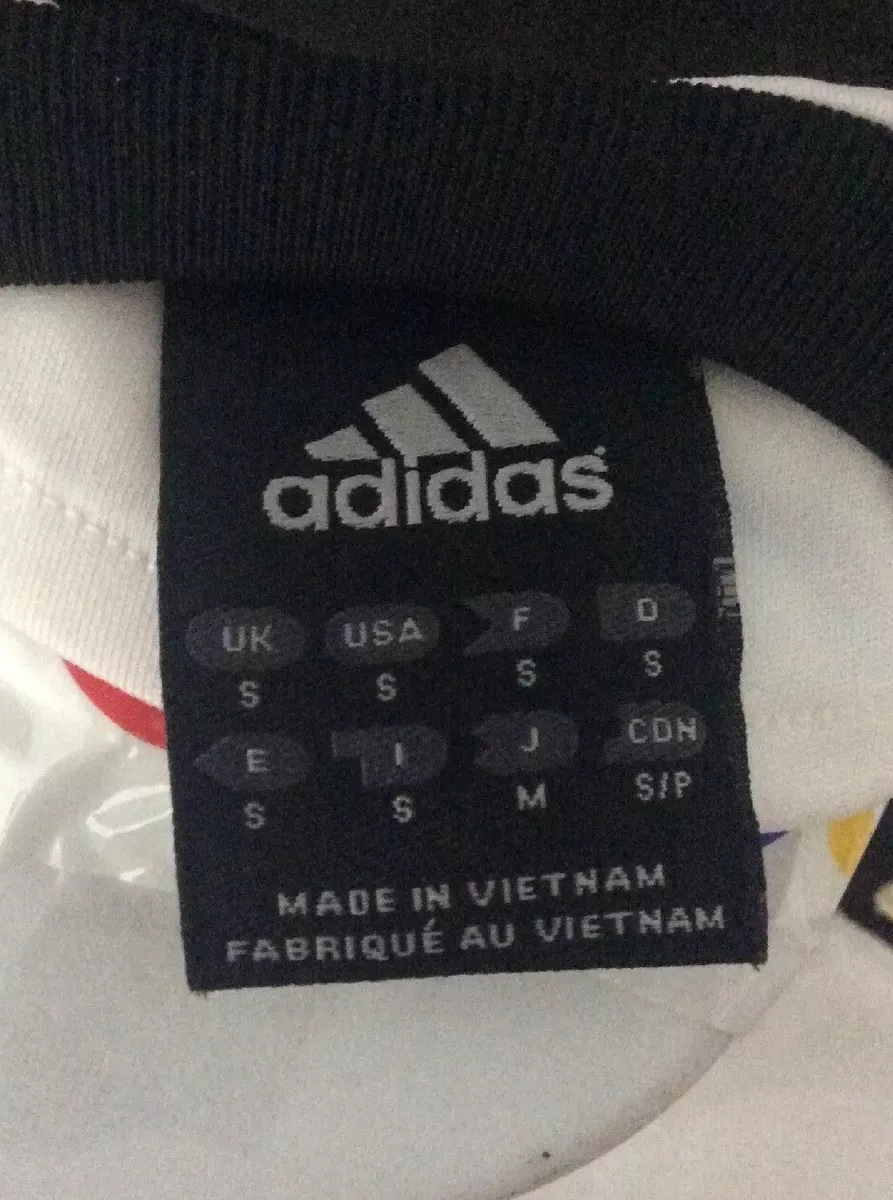 adidas
UK USA F D
S S S S
E I J CDN
S S M S/P
MADE IN VIETNAM
FABRIQUÉ AU VIETNAM